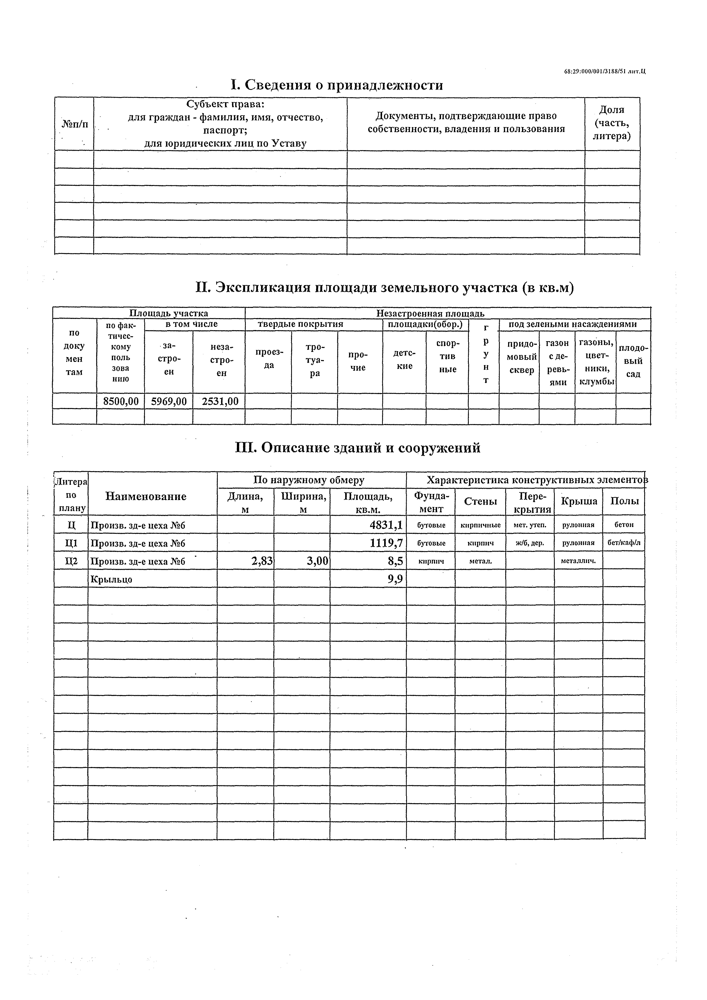 68:29:000/001/3188/51 лит.Ц
I. Сведения о принадлежности
№п/п
Субъект права:
для граждан - фамилия, имя, отчество,
паспорт;
для юридических лиц по Уставу
Документы, подтверждающие право
собственности, владения и пользования
Доля
(часть,
литера)
II. Экспликация площади земельного участка (в кв.м)
Площадь участка
Незастроенная площадь
по
доку
мен
там
по фак-
тичес-
кому
поль
зова
нию
в том числе
за-
стро-
ен
неза-
стро-
ен
твердые покрытия
проез-
да
тро-
туа-
ра
про-
чие
площадки(обор.)
детс-
кие
спор-
тив
ные
г
р
у
н
т
под зелеными насаждениями
придо-
мовый
сквер
газон
с де-
ревь-
ями
газоны,
цвет-
ники,
клумбы
плодо-
вый
сад
8500,00 5969,00 2531,00
III. Описание зданий и сооружений
Литера
по
плану
Наименование
По наружному обмеру
Длина,
м
Ширина,
м
Площадь,
кв.м.
Характеристика конструктивных элементов
Фунда-
мент
Стены
Пере-
крытия
Крыша
Полы
Ц Произв. зд-е цеха №6 4831,1 бутовые кирпичные мет. утеп. рулонная бетон
Ц1 Произв. зд-е цеха №6 1119,7 бутовые кирпич ж/б, дер. рулонная бет/каф/л
Ц2 Произв. зд-е цеха №6 2,83 3,00 8,5 кирпич метал. металлич.
Крыльцо 9,9